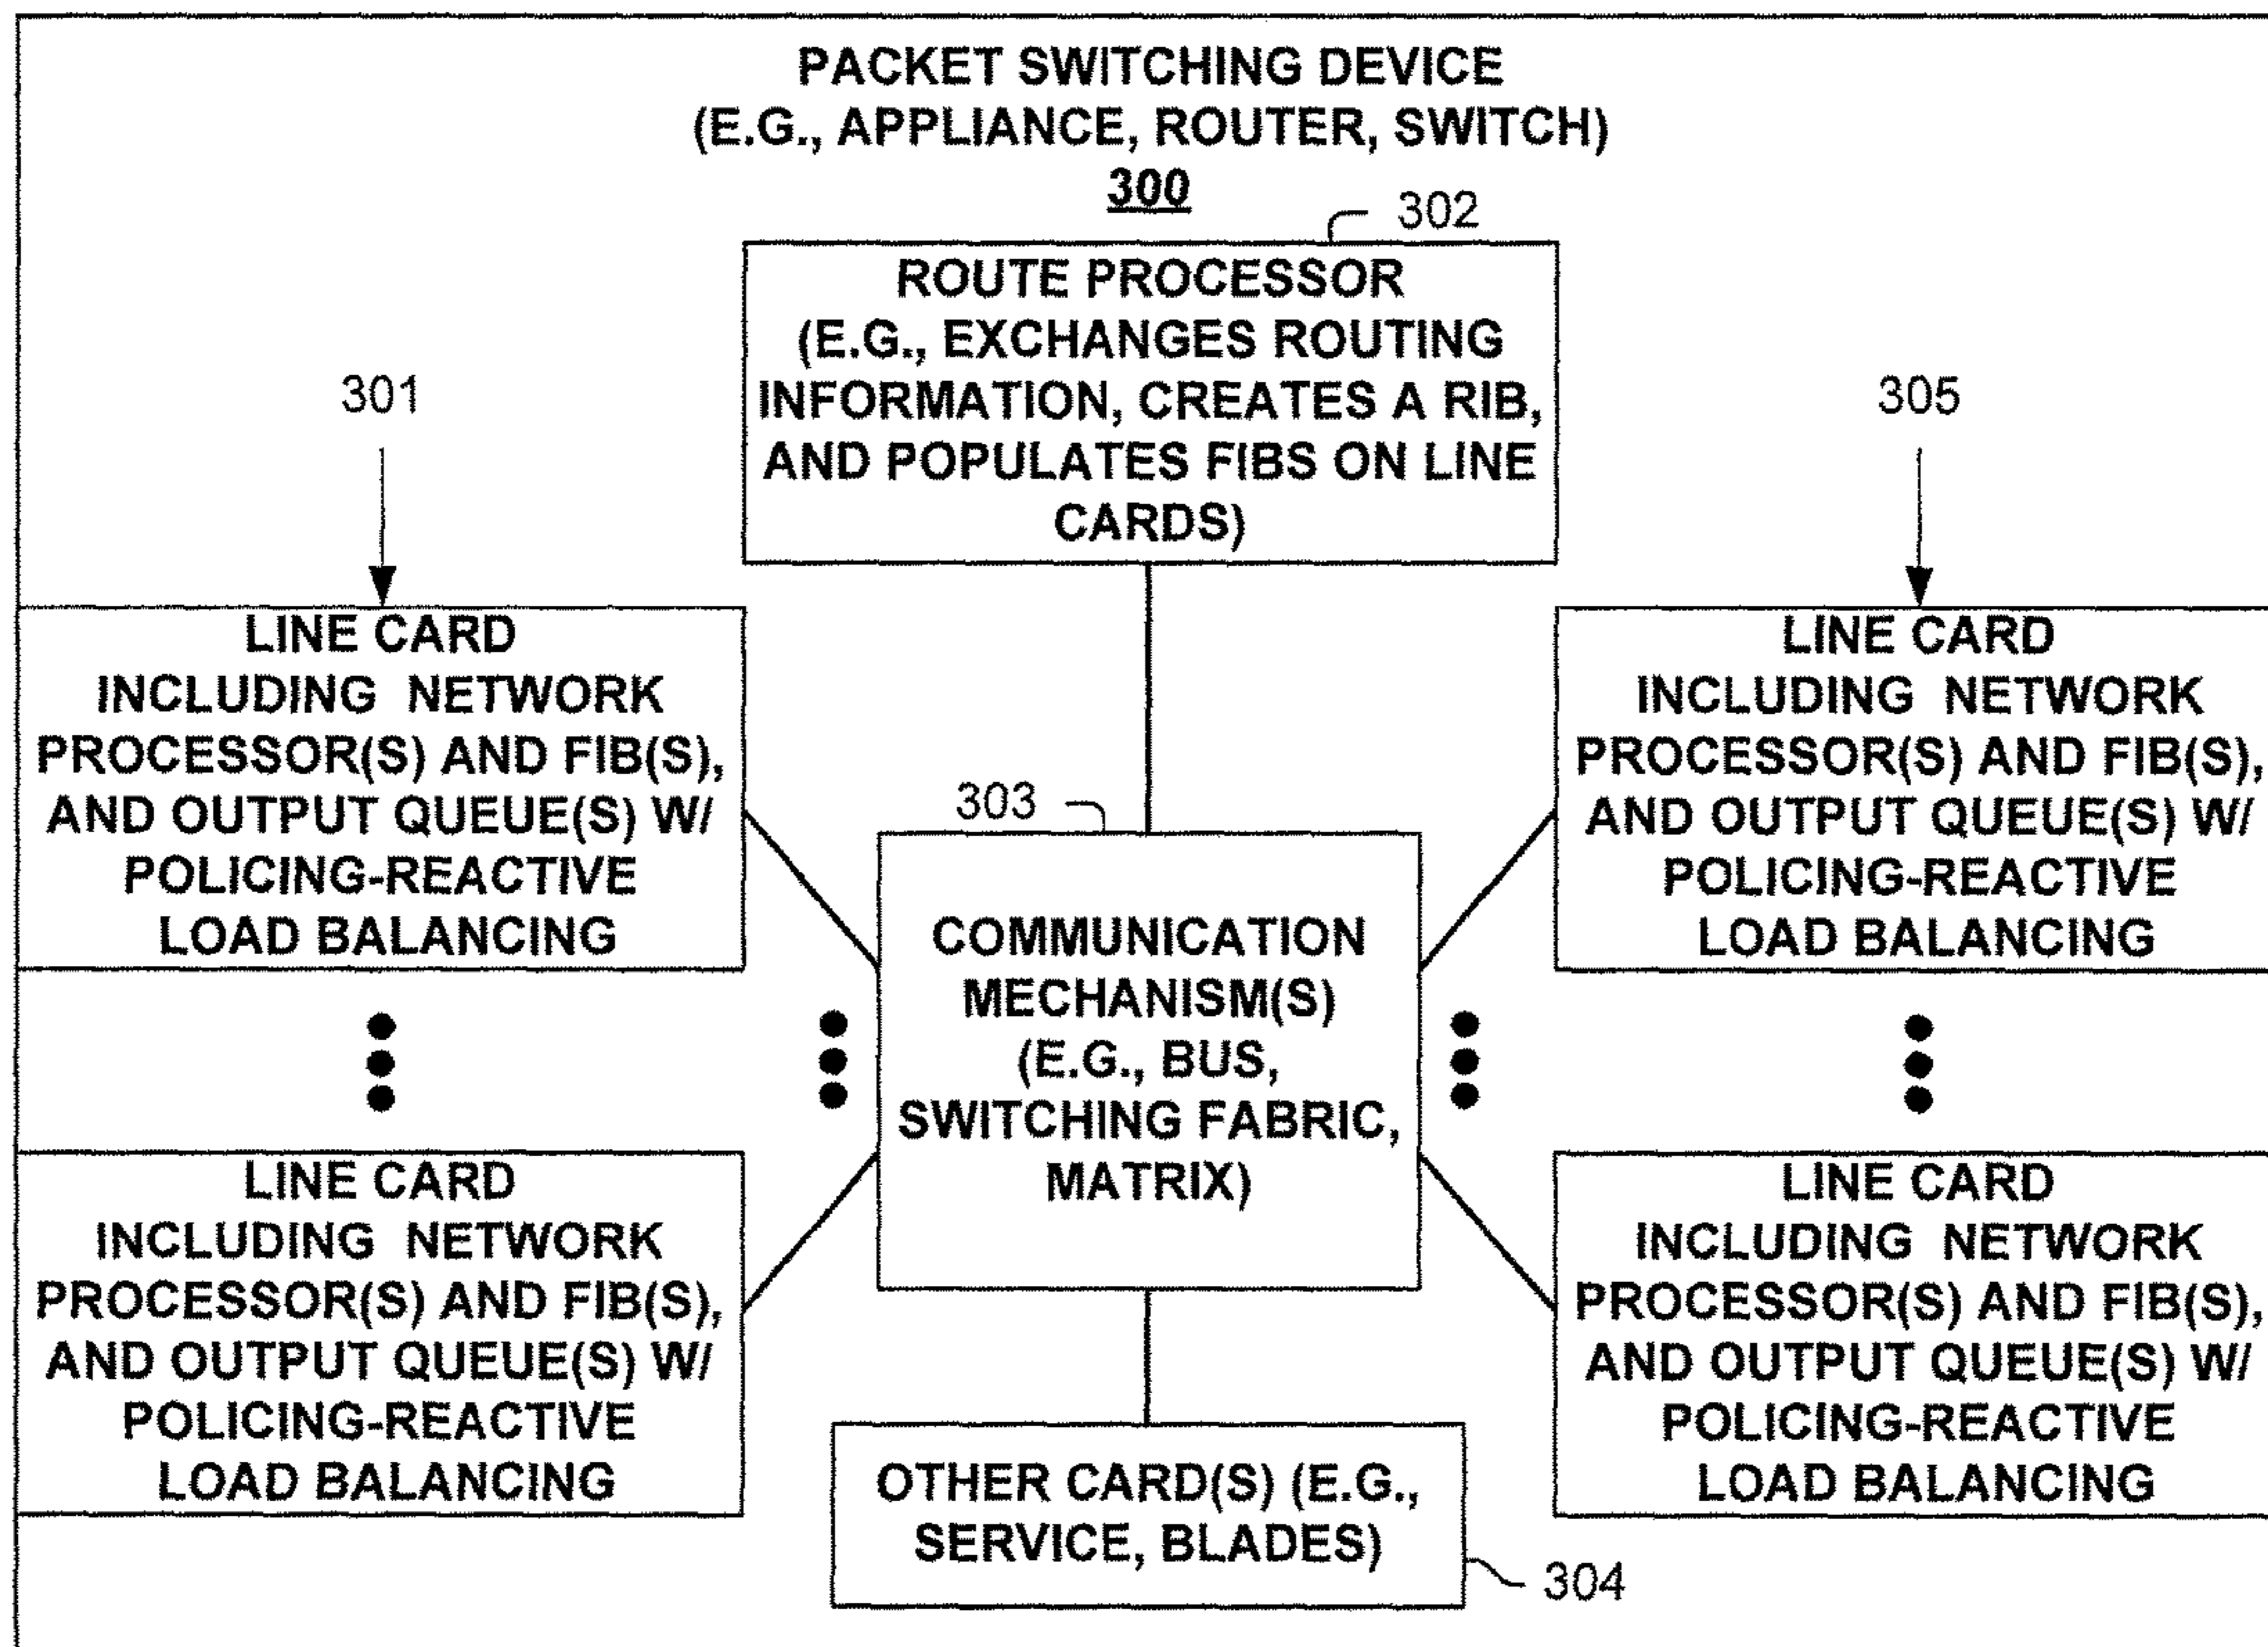 PACKET SWITCHING DEVICE
(E.G., APPLIANCE, ROUTER, SWITCH)
300
302
ROUTE PROCESSOR
(E.G., EXCHANGES ROUTING
INFORMATION, CREATES A RIB,
AND POPULATES FIBS ON LINE
CARDS)
301
305
LINE CARD
INCLUDING NETWORK
PROCESSOR(S) AND FIB(S),
AND OUTPUT QUEUE(S) W/
POLICING-REACTIVE
LOAD BALANCING
LINE CARD
INCLUDING NETWORK
PROCESSOR(S) AND FIB(S),
AND OUTPUT QUEUE(S) W/
POLICING-REACTIVE
LOAD BALANCING
303
COMMUNICATION
MECHANISM(S)
(E.G., BUS,
SWITCHING FABRIC,
MATRIX)
LINE CARD
INCLUDING NETWORK
PROCESSOR(S) AND FIB(S),
AND OUTPUT QUEUE(S) W/
POLICING-REACTIVE
LOAD BALANCING
LINE CARD
INCLUDING NETWORK
PROCESSOR(S) AND FIB(S),
AND OUTPUT QUEUE(S) W/
POLICING-REACTIVE
LOAD BALANCING
OTHER CARD(S) (E.G.,
SERVICE, BLADES)
304